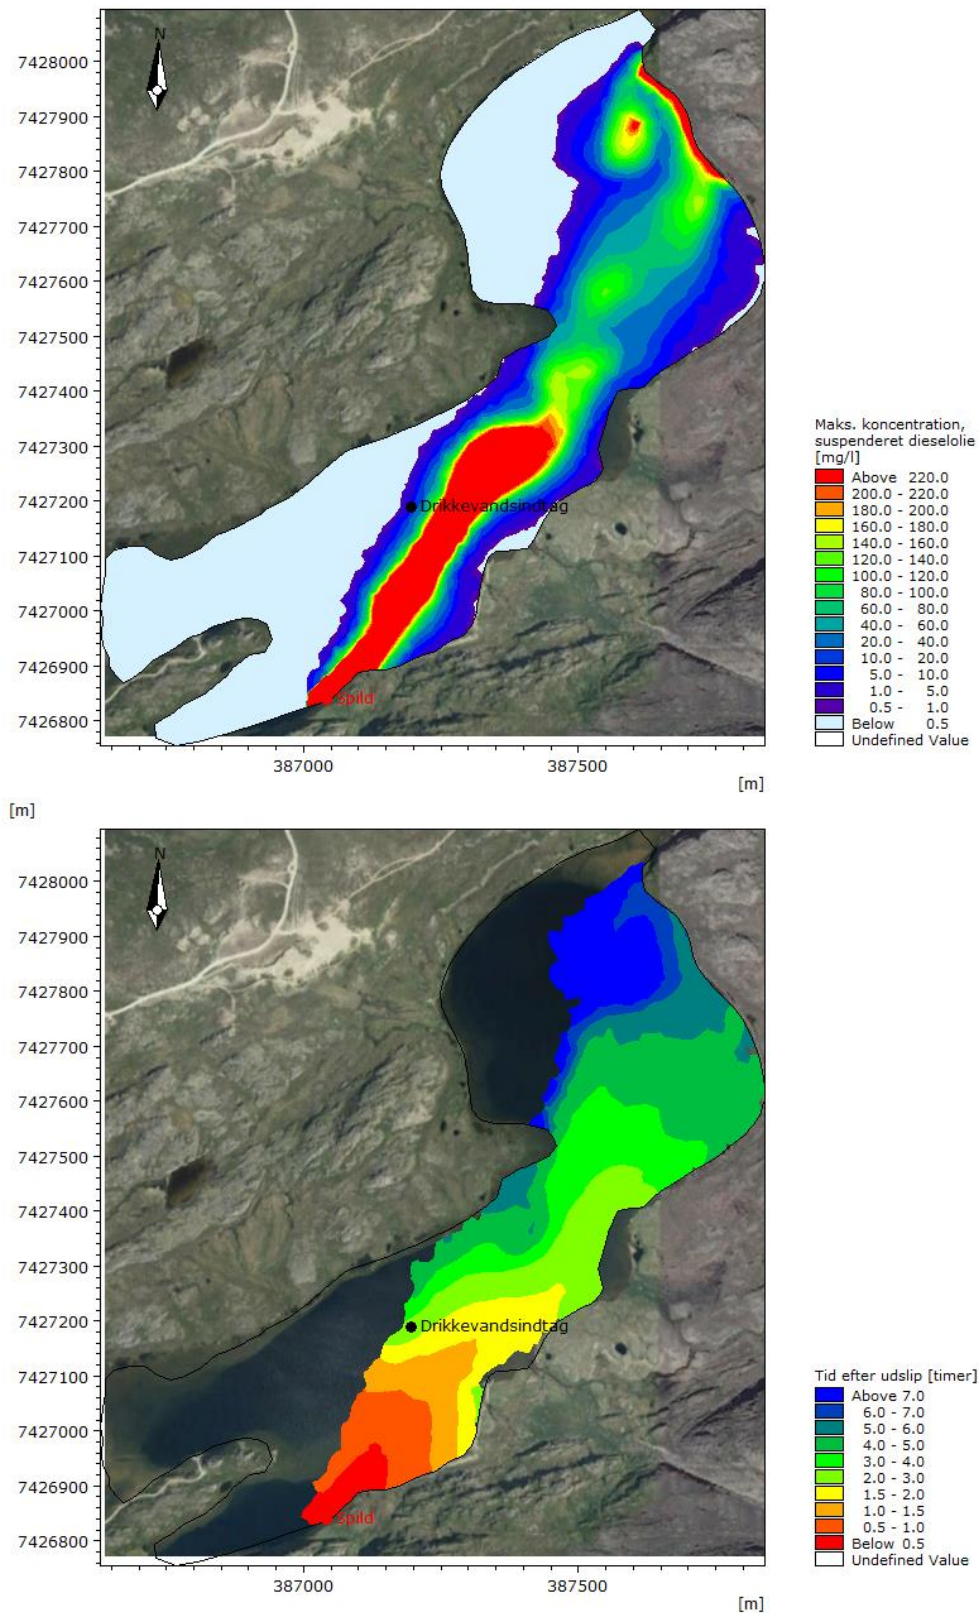 N
7428000
7427900
7427800
7427700
7427600
7427500
7427400
7427300
7427200
7427100
7427000
7426900
7426800
Drikkevandsindtag
Spild
387000 387500
[m]
Maks. koncentration,
suspenderet dieselolie
[mg/l]
Above 220.0
200.0 - 220.0
180.0 - 200.0
160.0 - 180.0
140.0 - 160.0
120.0 - 140.0
100.0 - 120.0
80.0 - 100.0
60.0 - 80.0
40.0 - 60.0
20.0 - 40.0
10.0 - 20.0
5.0 - 10.0
1.0 - 5.0
0.5 - 1.0
Below 0.5
Undefined Value
[m]
N
7428000
7427900
7427800
7427700
7427600
7427500
7427400
7427300
7427200
7427100
7427000
7426900
7426800
Drikkevandsindtag
Spild
387000 387500
[m]
Tid efter udslip [timer]
Above 7.0
6.0 - 7.0
5.0 - 6.0
4.0 - 5.0
3.0 - 4.0
2.0 - 3.0
1.5 - 2.0
1.0 - 1.5
0.5 - 1.0
Below 0.5
Undefined Value